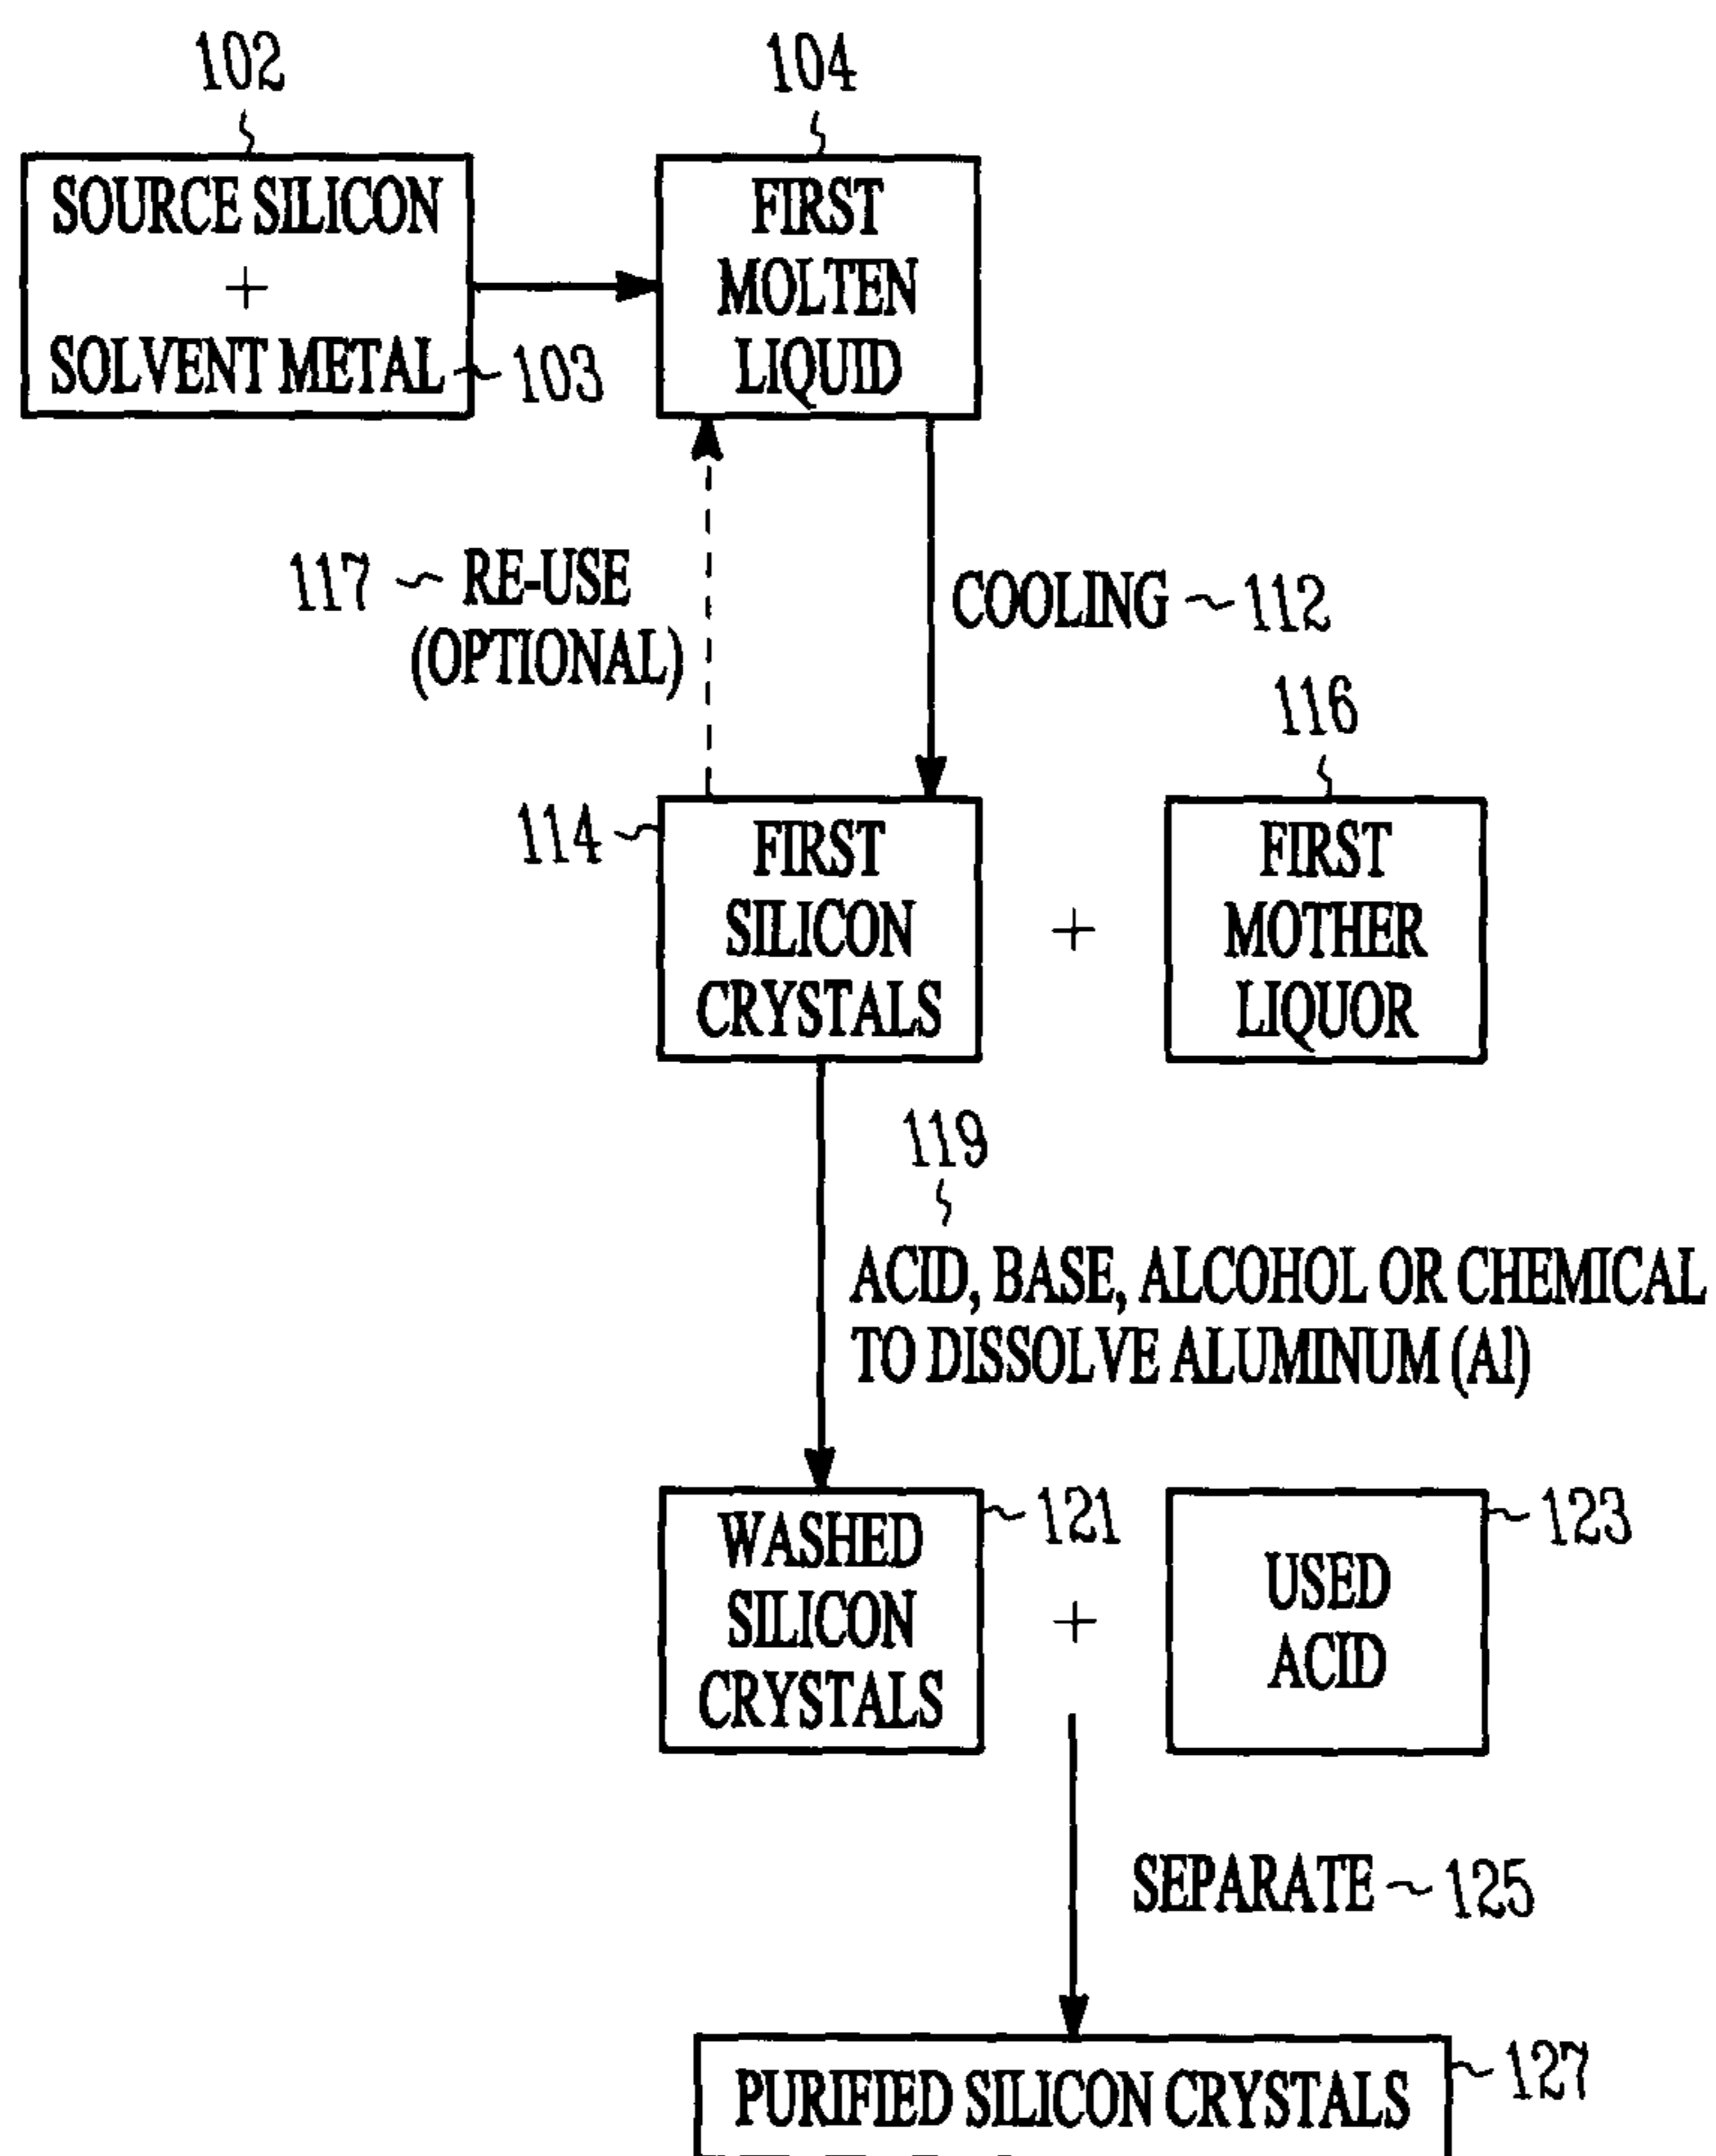 102
104
SOURCE SILICON
+
SOLVENT METAL
103
FIRST
MOLTEN
LIQUID
117
RE-USE
(OPTIONAL)
COOLING
112
116
114
FIRST
SILICON
CRYSTALS
+
FIRST
MOTHER
LIQUOR
119
ACID, BASE, ALCOHOL OR CHEMICAL
TO DISSOLVE ALUMINUM (Al)
WASHED
SILICON
CRYSTALS
121
+
USED
ACID
123
SEPARATE
125
PURIFIED SILICON CRYSTALS
127